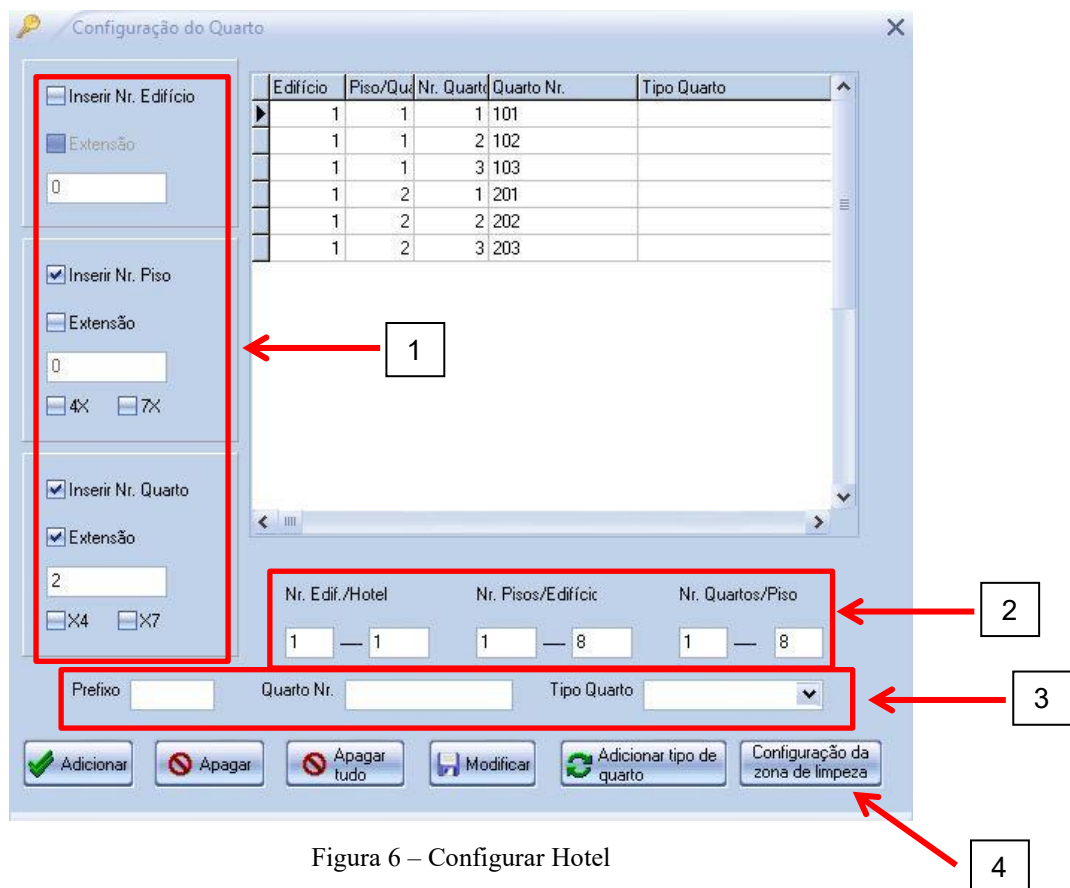 Configuração do Quarto
Inserir Nr. Edifício
Extensão
0
Inserir Nr. Piso
Extensão
0
4X 7X
Inserir Nr. Quarto
Extensão
2
X4 X7
Edifício Piso/Qua Nr. Quarto Quarto Nr. Tipo Quarto
1 1 1 101
1 1 2 102
1 1 3 103
1 2 1 201
1 2 2 202
1 2 3 203
1
Nr. Edif./Hotel Nr. Pisos/Edifíci Nr. Quartos/Piso
1 — 1 1 — 8 1 — 8
2
Prefixo Quarto Nr. Tipo Quarto
3
Adicionar Apagar Apagar tudo Modificar Adicionar tipo de quarto Configuração da zona de limpeza
4
Figura 6 – Configurar Hotel